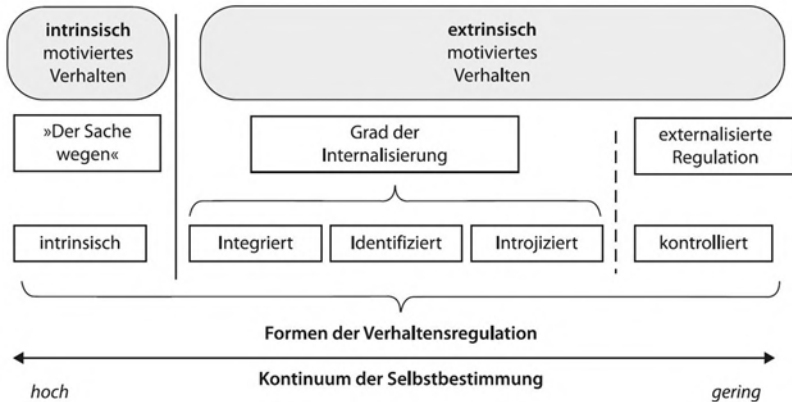 intrinsisch
motiviertes
Verhalten
extrinsisch
motiviertes
Verhalten
»Der Sache
wegen«
Grad der
Internalisierung
externalisierte
Regulation
intrinsisch
Integriert
Identifiziert
Introjiziert
kontrolliert
Formen der Verhaltensregulation
Kontinuum der Selbstbestimmung
hoch
gering